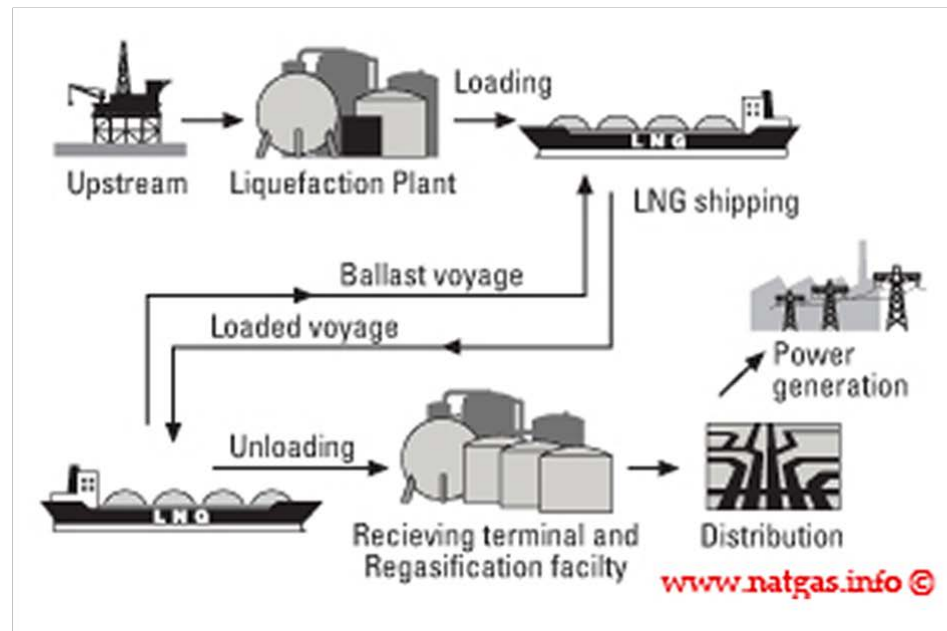 Loading
LNG
Upstream
Liquefaction Plant
LNG shipping
Ballast voyage
Loaded voyage
Power
generation
Unloading
LNG
Recieving terminal and
Regasification facilty
Distribution
www.natgas.info ©